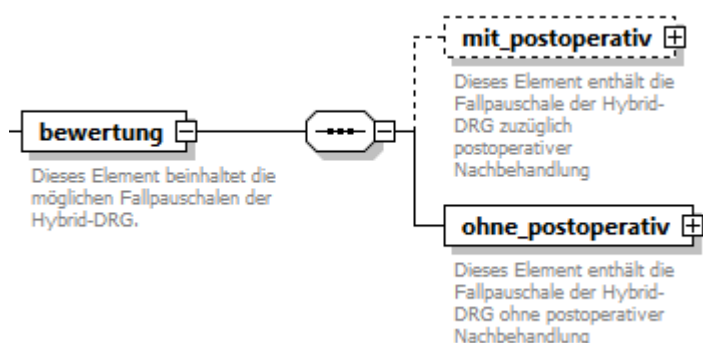 mit_postoperativ
Dieses Element enthält die
Fallpauschale der Hybrid-
DRG zuzüglich
postoperativer
Nachbehandlung
bewertung
Dieses Element beinhaltet die
möglichen Fallpauschalen der
Hybrid-DRG.
ohne_postoperativ
Dieses Element enthält die
Fallpauschale der Hybrid-
DRG ohne postoperativer
Nachbehandlung